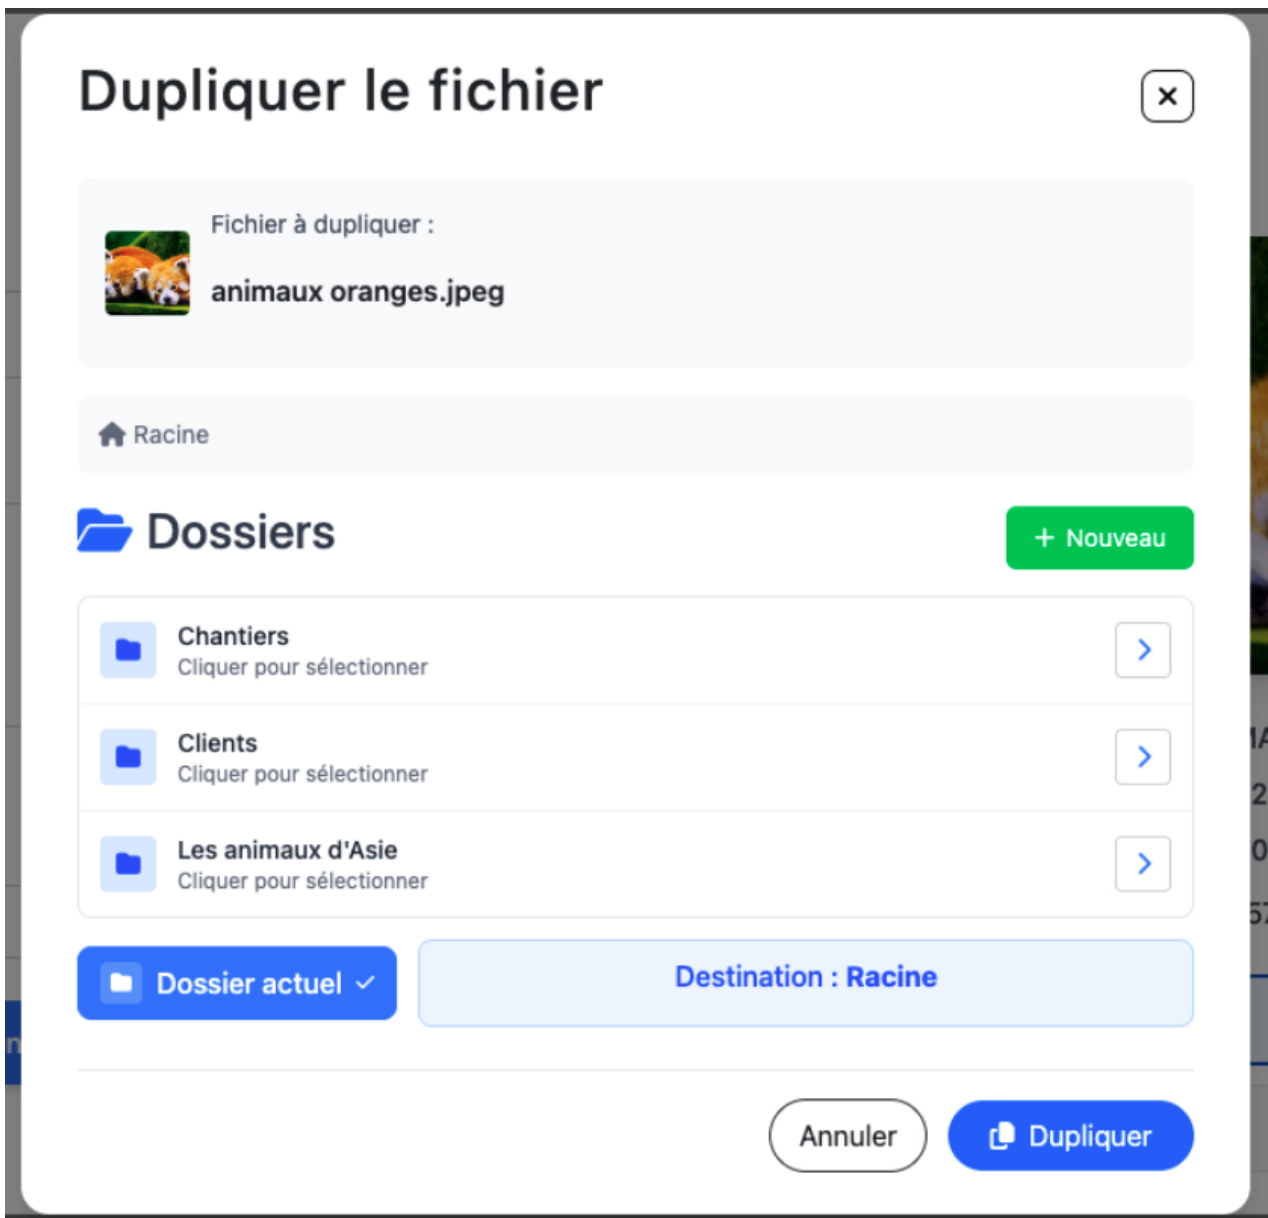 Dupliquer le fichier
Fichier à dupliquer :
animaux oranges.jpeg
Racine
Dossiers
+ Nouveau
Chantiers
Cliquer pour sélectionner
Clients
Cliquer pour sélectionner
Les animaux d'Asie
Cliquer pour sélectionner
Dossier actuel
Destination : Racine
Annuler
Dupliquer